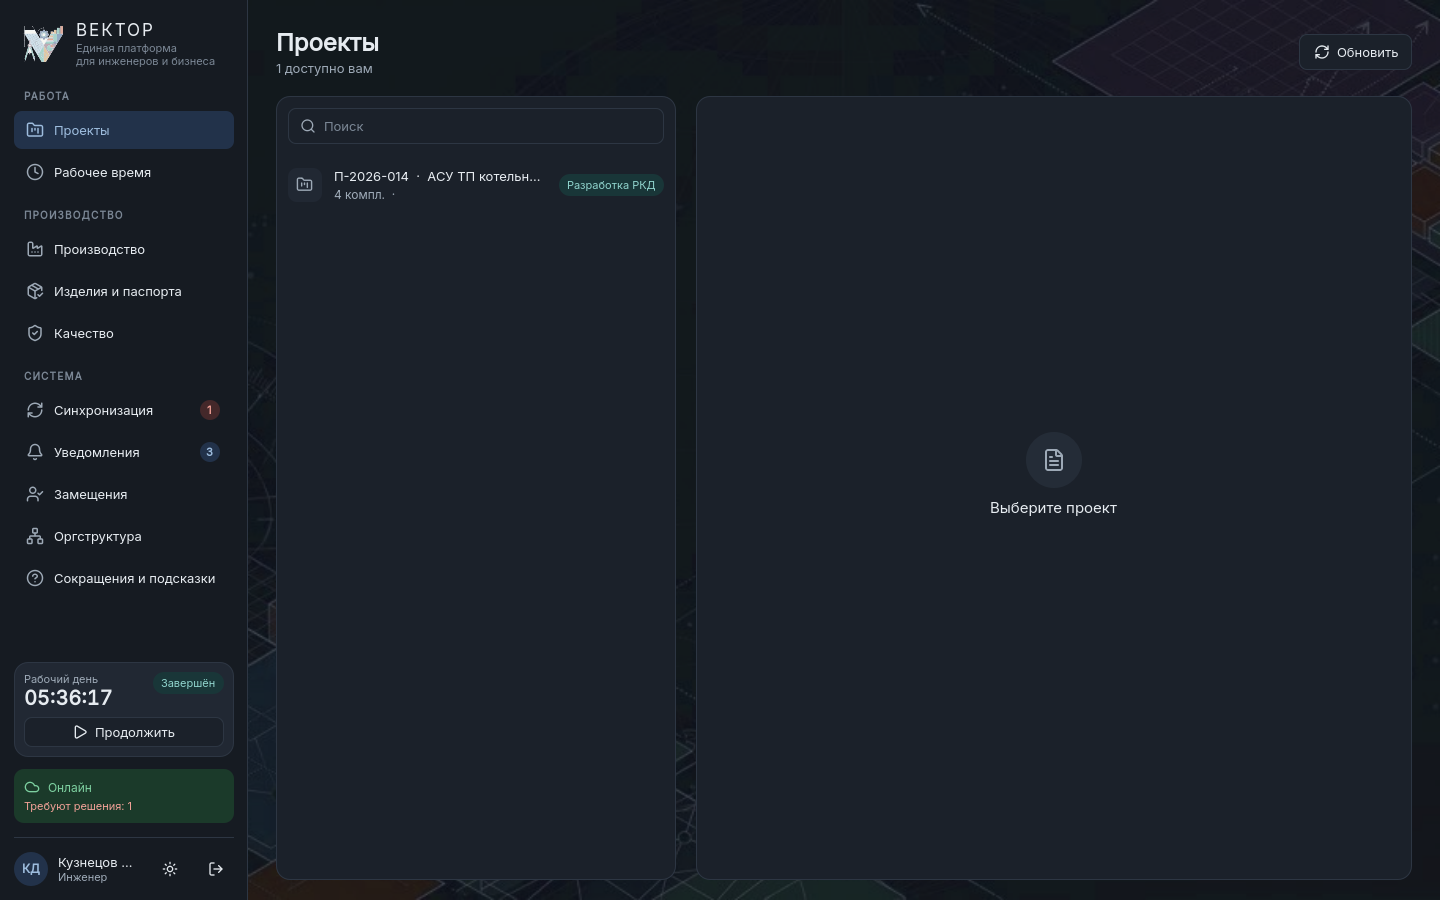 ВЕКТОР
Единая платформа
для инженеров и бизнеса
РАБОТА
Проекты
Рабочее время
ПРОИЗВОДСТВО
Производство
Изделия и паспорта
Качество
СИСТЕМА
Синхронизация 1
Уведомления 3
Замещения
Оргструктура
Сокращения и подсказки
Рабочий день
05:36:17
Завершён
Продолжить
Онлайн
Требуют решения: 1
КД
Кузнецов ...
Инженер
Проекты
1 доступно вам
Обновить
Поиск
П-2026-014 · АСУ ТП котельн...
4 компл. ·
Разработка РКД
Выберите проект